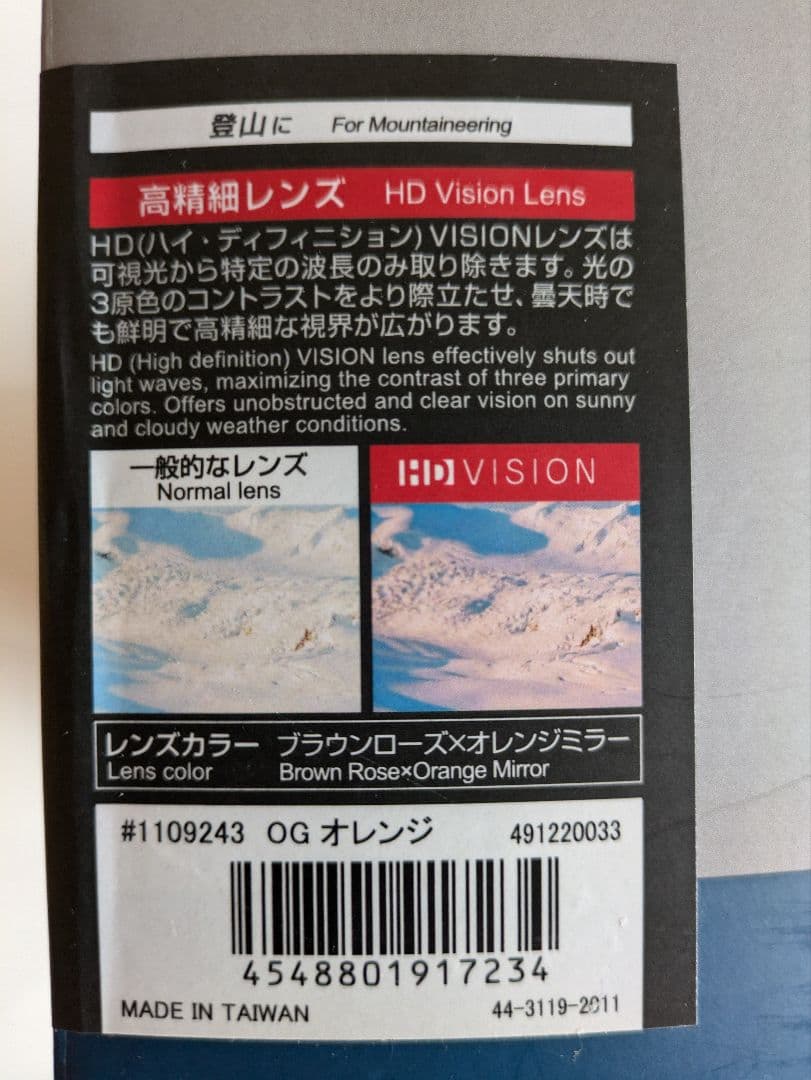 登山に For Mountaineering
高精細レンズ HD Vision Lens
HD(ハイ・ディフィニション)VISIONレンズは
可視光から特定の波長のみ取り除きます。光の
3原色のコントラストをより際立たせ、曇天時で
も鮮明で高精細な視界が広がります。
HD (High definition) VISION lens effectively shuts out
light waves, maximizing the contrast of three primary
colors. Offers unobstructed and clear vision on sunny
and cloudy weather conditions.
一般的なレンズ
Normal lens
HD VISION
レンズカラー ブラウンローズ×オレンジミラー
Lens color Brown Rose×Orange Mirror
#1109243 OG オレンジ 491220033
4548801917234
MADE IN TAIWAN 44-3119-2011